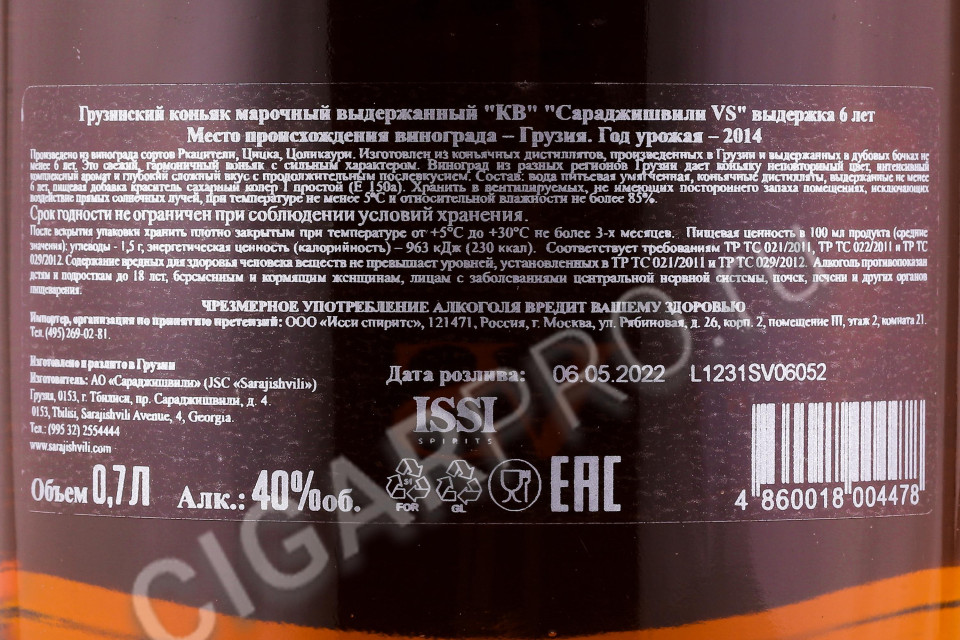 Грузинский коньяк марочный выдержанный "КВ" "Сараджишвили VS" выдержка 6 лет
Место происхождения винограда – Грузия. Год урожая – 2014
Произведено из винограда сортов Ркацители, Цицка, Цоликаури. Изготовлен из коньячных дистиллятов, произведенных в Грузии и выдержанных в дубовых бочках не
менее 6 лет. Это свежий, гармоничный коньяк с сильным характером. Виноград из разных регионов Грузии дает коньяку неповторимый цвет, интенсивный
комплексный аромат и глубокий сложный вкус с продолжительным послевкусием. Состав: вода питьевая умягченная, коньячные дистилляты, выдержанные не менее
6 лет, пищевая добавка краситель сахарный колер I простой (Е 150а). Хранить в вентилируемых, не имеющих постороннего запаха помещениях, исключающих
воздействие прямых солнечных лучей, при температуре не менее 5°С и относительной влажности не более 85%.
Срок годности не ограничен при соблюдении условий хранения.
После вскрытия упаковки хранить плотно закрытым при температуре от +5°С до +30°С не более 3-х месяцев. Пищевая ценность в 100 мл продукта (средние
значения): углеводы - 1,5 г, энергетическая ценность (калорийность) – 963 кДж (230 ккал). Соответствует требованиям ТР ТС 021/2011, ТР ТС 022/2011 и ТР ТС
029/2012. Содержание вредных для здоровья человека веществ не превышает уровней, установленных в ТР ТС 021/2011 и ТР ТС 029/2012. Алкоголь противопоказан
детям и подросткам до 18 лет, беременным и кормящим женщинам, лицам с заболеваниями центральной нервной системы, почек, печени и других органов
пищеварения.
ЧРЕЗМЕРНОЕ УПОТРЕБЛЕНИЕ АЛКОГОЛЯ ВРЕДИТ ВАШЕМУ ЗДОРОВЬЮ
Импортер, организация по принятию претензий: ООО «Исси спиритс», 121471, Россия, г. Москва, ул. Рябиновая, д. 26, корп. 2, помещение III, этаж 2, комната 21.
Тел. (495) 269-02-81.
Изготовлено и разлито в Грузии
Изготовитель: АО «Сараджишвили» (JSC «Sarajishvili»)
Грузия, 0153, г. Тбилиси, пр. Сараджишвили, д. 4.
0153, Tbilisi, Sarajishvili Avenue, 4, Georgia.
Тел.: (995 32) 2554444
www.sarajishvili.com
Дата розлива: 06.05.2022 L1231SV06052
ISSI
SPIRITS
Объем 0,7Л Алк.: 40%об.
51
FOR GL
EAC
4 860018 004478
CIGARPRO.ru